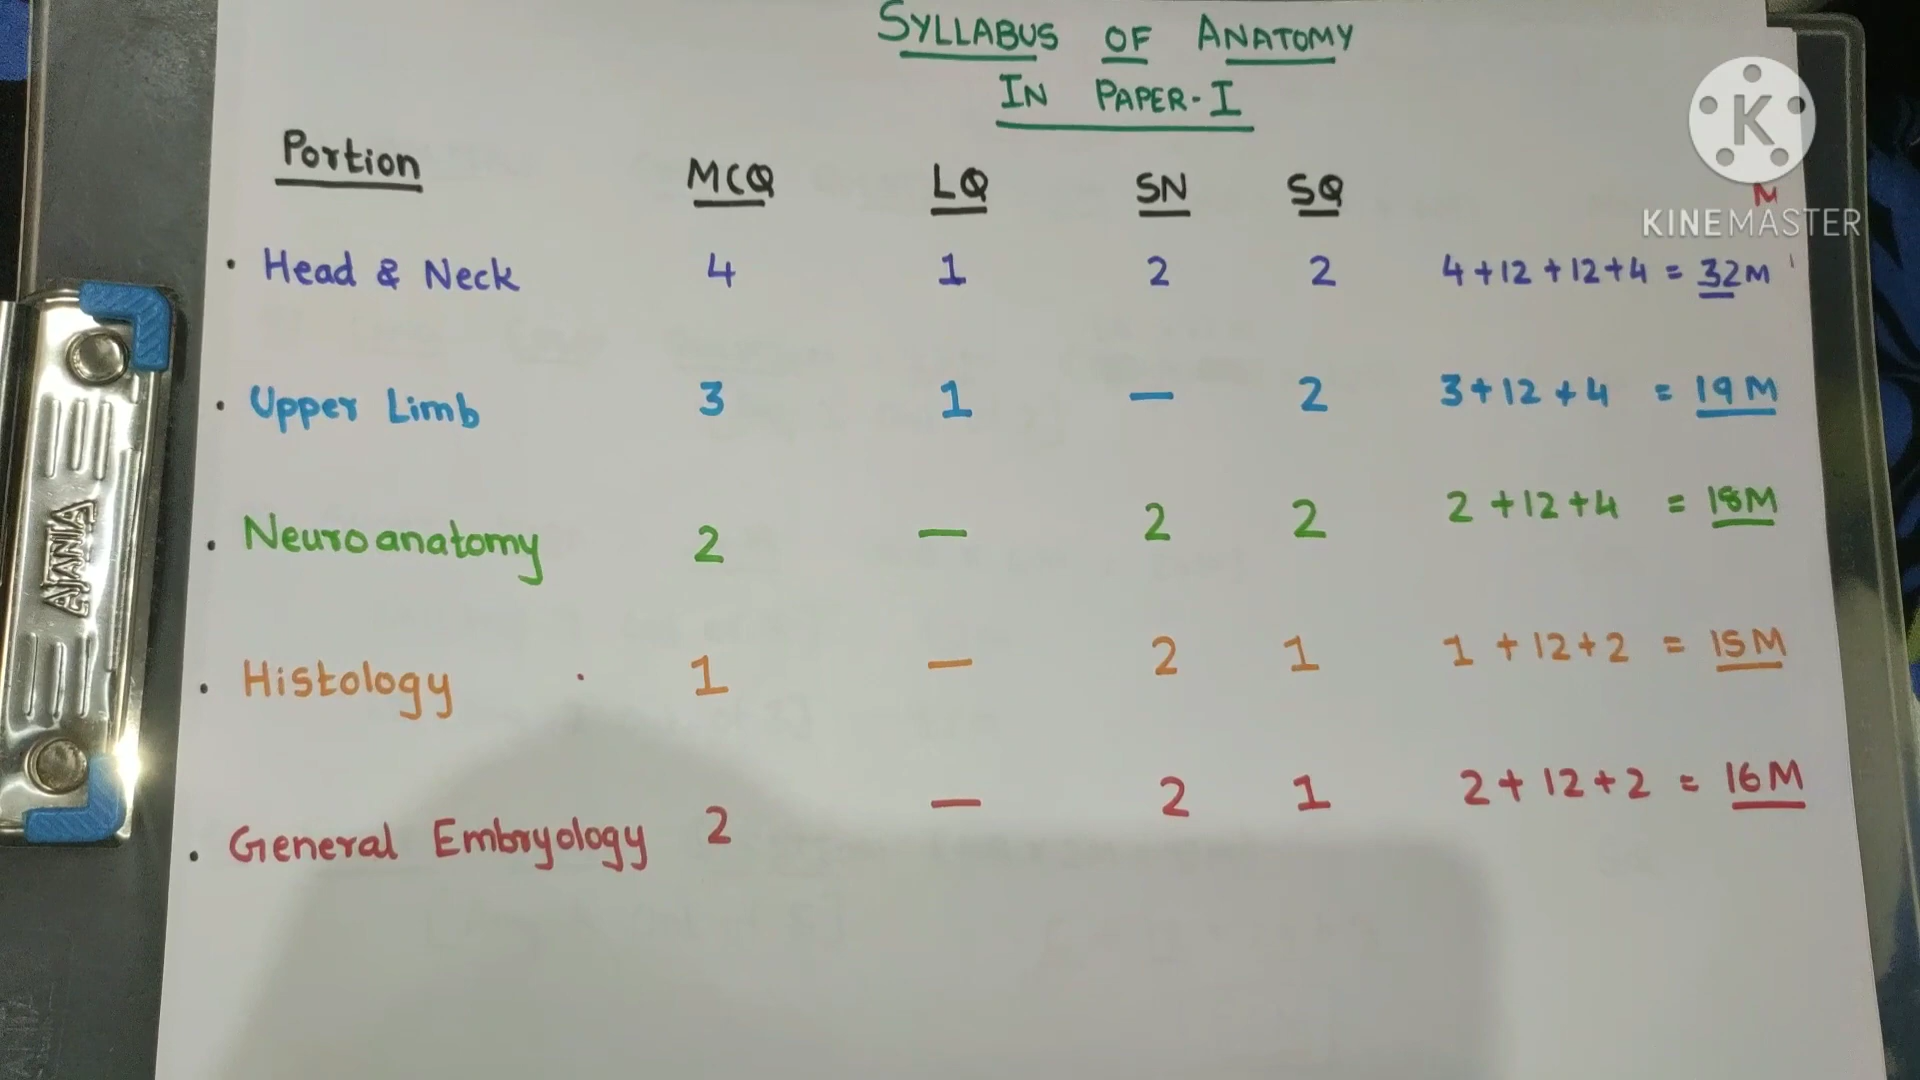 SYLLABUS OF ANATOMY
IN PAPER-I
Portion MCQ LQ SN SQ M
K
KINEMASTER
• Head & Neck 4 1 2 2 4+12+12+4 = 32M
• Upper Limb 3 1 — 2 3+12+4 = 19M
• Neuroanatomy 2 — 2 2 2+12+4 = 18M
• Histology 1 — 2 1 1+12+2 = 15M
• General Embryology 2 — 2 1 2+12+2 = 16M
AJANTA